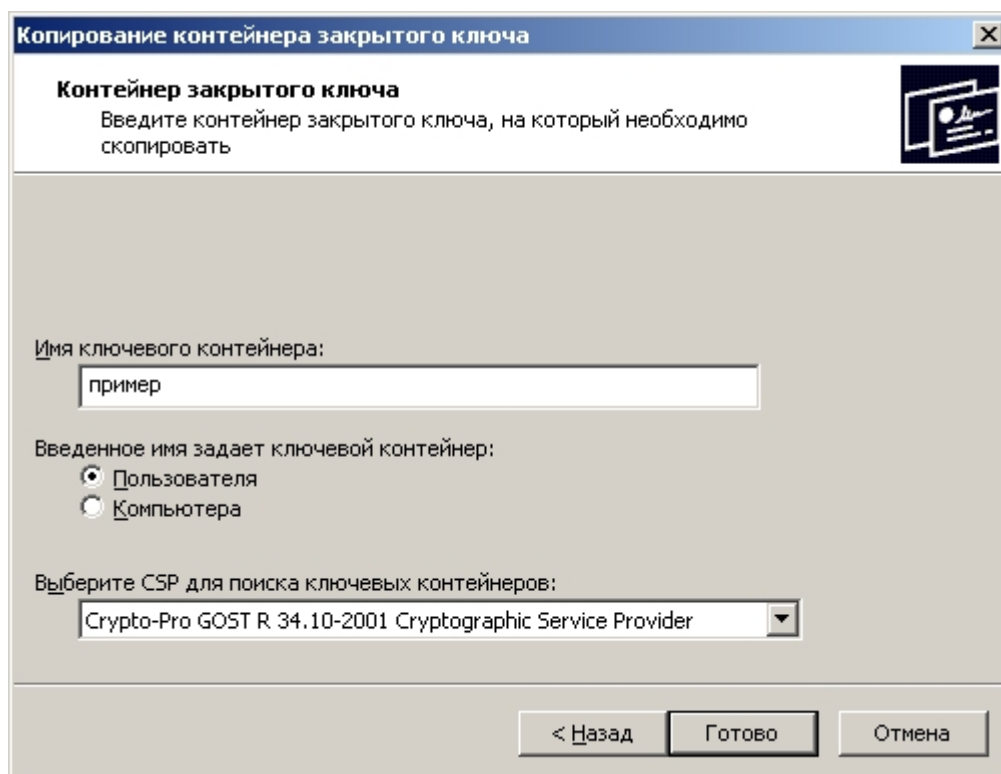 Копирование контейнера закрытого ключа
Контейнер закрытого ключа
Введите контейнер закрытого ключа, на который необходимо
скопировать
Имя ключевого контейнера:
пример
Введенное имя задает ключевой контейнер:
Пользователя
Компьютера
Выберите CSP для поиска ключевых контейнеров:
Crypto-Pro GOST R 34.10-2001 Cryptographic Service Provider
< Назад Готово Отмена